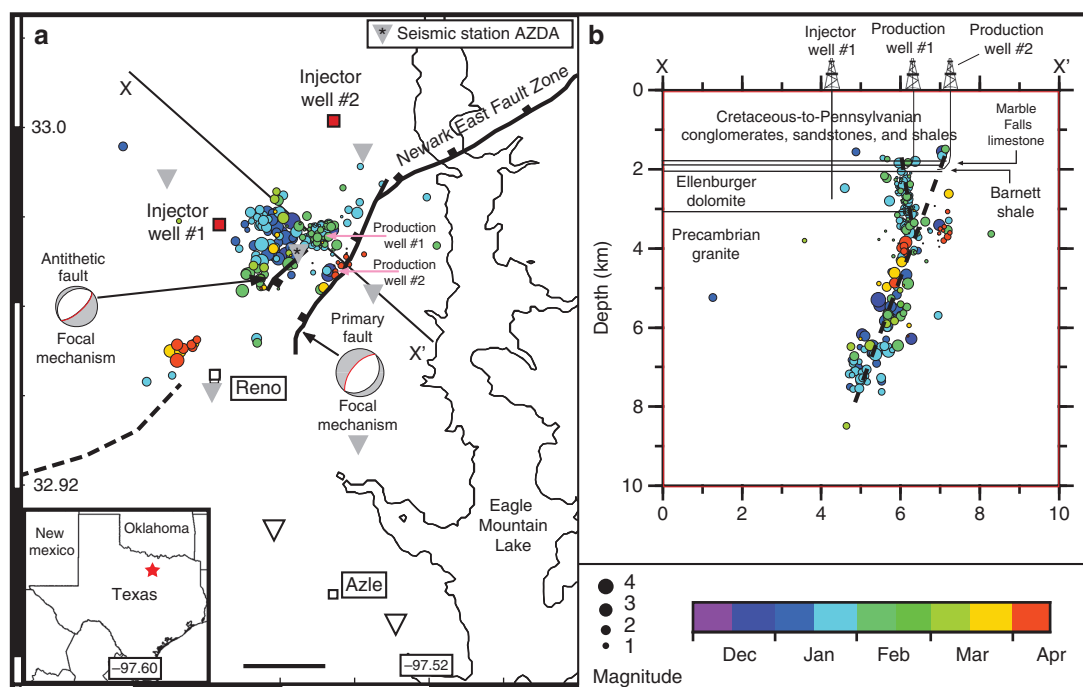 a
* Seismic station AZDA
X
Injector
well #2
Newark East Fault Zone
33.0
Injector
well #1
Production
well #1
Production
well #2
*
Antithetic
fault
Focal
mechanism
Primary
fault
X'
Focal
mechanism
Reno
32.92
Eagle
Mountain
Lake
Azle
New
mexico
Oklahoma
Texas
–97.60
–97.52
b
Injector
well #1
Production
well #1
Production
well #2
X
X'
0
2
4
6
8
10
Depth (km)
Cretaceous-to-Pennsylvanian
conglomerates, sandstones, and shales
Marble
Falls
limestone
Ellenburger
dolomite
Barnett
shale
Precambrian
granite
0 2 4 6 8 10
4
3
2
1
Magnitude
Dec Jan Feb Mar Apr